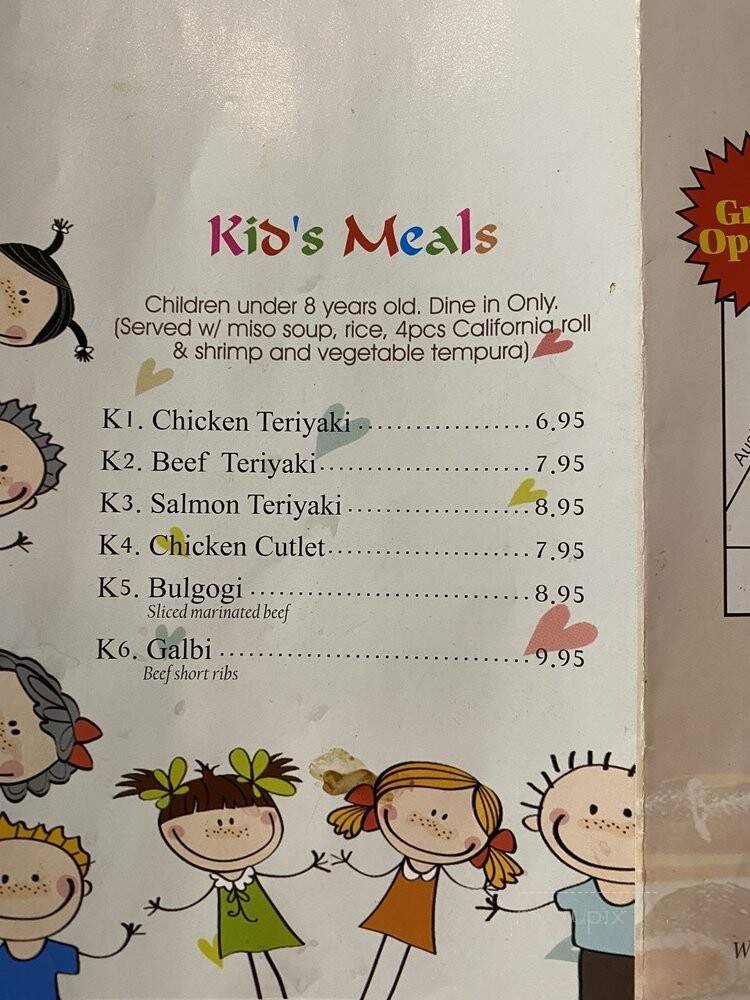 Kid's Meals
Children under 8 years old. Dine in Only.
(Served w/ miso soup, rice, 4pcs California roll
& shrimp and vegetable tempura)
K1. Chicken Teriyaki ................. 6.95
K2. Beef Teriyaki..................... 7.95
K3. Salmon Teriyaki .................. 8.95
K4. Chicken Cutlet.................... 7.95
K5. Bulgogi ........................... 8.95
Sliced marinated beef
K6. Galbi .............................. 9.95
Beef short ribs